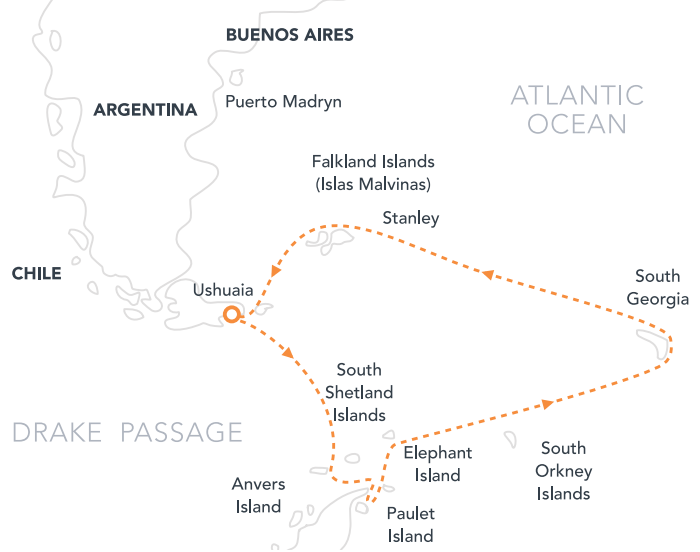 BUENOS AIRES
ARGENTINA
Puerto Madryn
ATLANTIC
OCEAN
Falkland Islands
(Islas Malvinas)
Stanley
CHILE
Ushuaia
South
Georgia
South
Shetland
Islands
DRAKE PASSAGE
Elephant
Island
South
Orkney
Islands
Anvers
Island
Paulet
Island